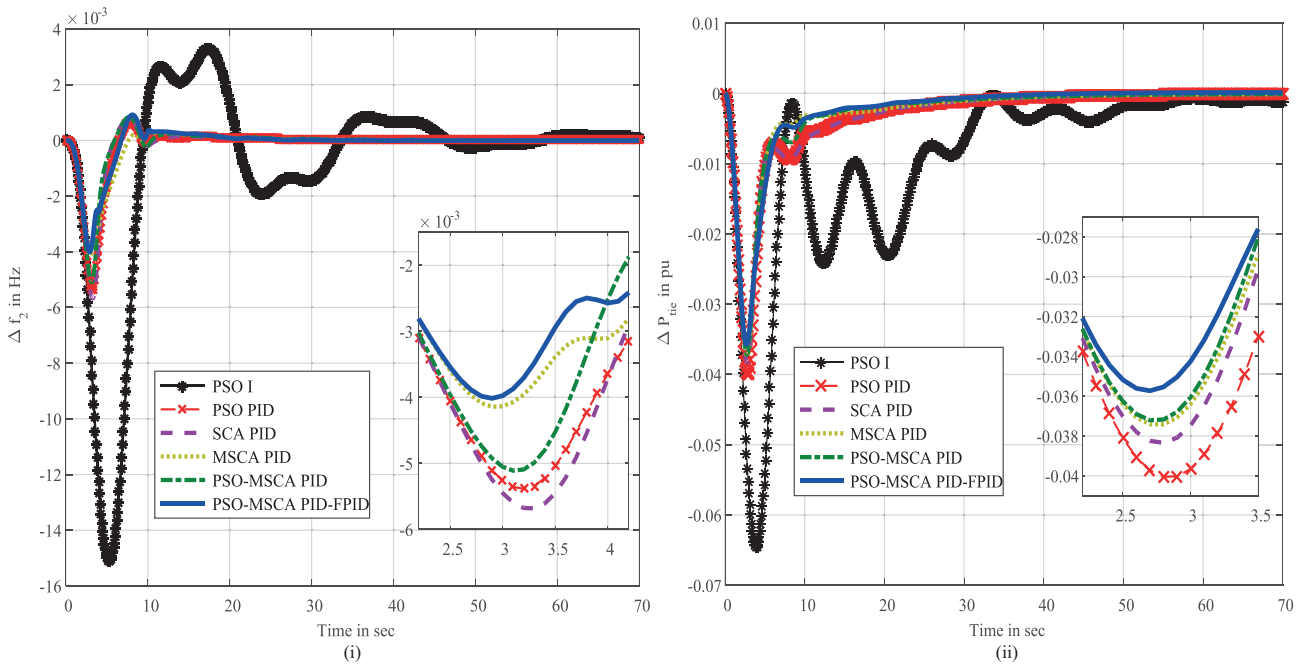 × 10⁻³
4
2
0
-2
-4
-6
-8
-10
-12
-14
-16
Δ f₂ in Hz
0 10 20 30 40 50 60 70
Time in sec
(i)
PSO I
PSO PID
SCA PID
MSCA PID
PSO-MSCA PID
PSO-MSCA PID-FPID
× 10⁻³
-2
-3
-4
-5
-6
2.5 3 3.5 4
0.01
0
-0.01
-0.02
-0.03
-0.04
-0.05
-0.06
-0.07
Δ P_tie in pu
0 10 20 30 40 50 60 70
Time in sec
(ii)
PSO I
PSO PID
SCA PID
MSCA PID
PSO-MSCA PID
PSO-MSCA PID-FPID
-0.028
-0.03
-0.032
-0.034
-0.036
-0.038
-0.04
2.5 3 3.5